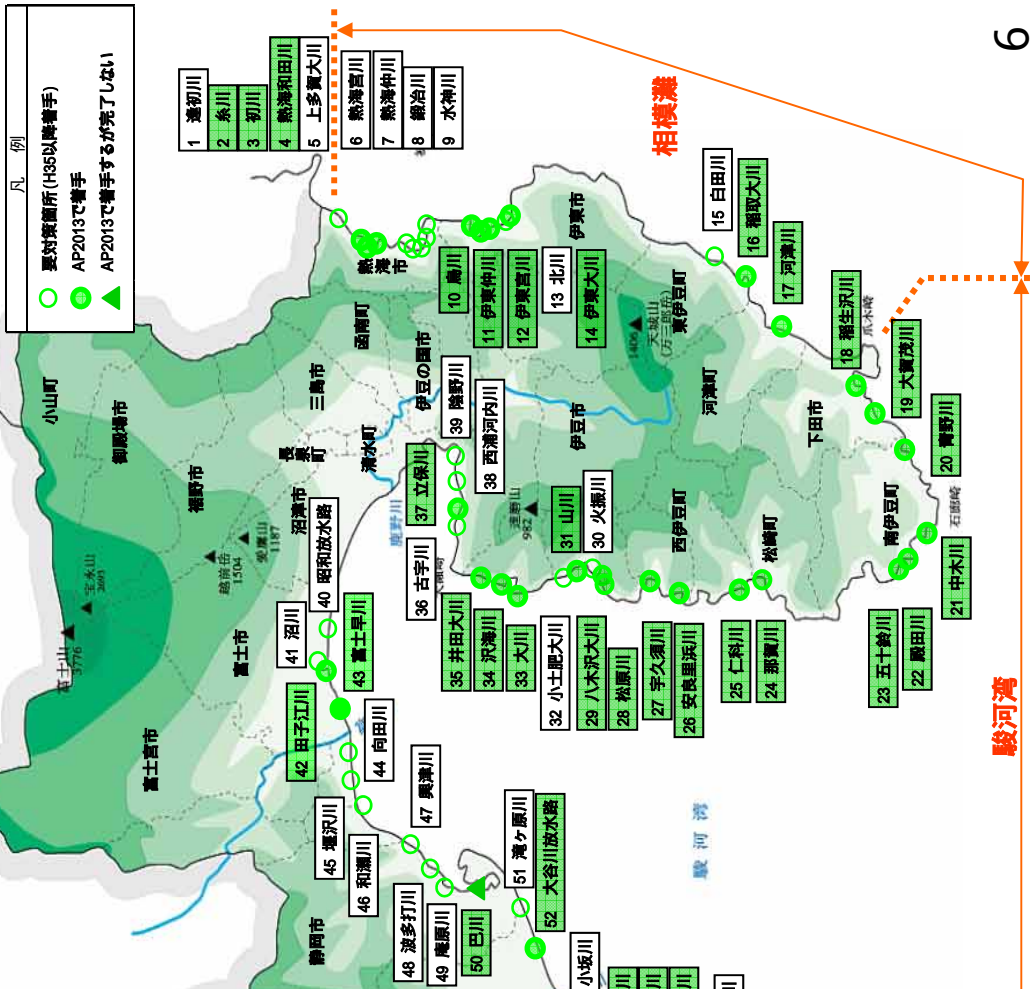 凡 例
要対策箇所(H35以降着手)
AP2013で着手
AP2013で着手するが完了しない
1 逢初川
2 糸川
3 初川
4 熱海和田川
5 上多賀大川
6 熱海宮川
7 熱海仲川
8 鍛冶川
9 水神川
10 烏川
11 伊東仲川
12 伊東宮川
13 北川
14 伊東大川
15 白田川
16 稲取大川
17 河津川
18 稲生沢川
19 大賀茂川
20 青野川
21 中木川
22 殿田川
23 五十鈴川
24 那賀川
25 仁科川
26 安良里浜川
27 宇久須川
28 松原川
29 八木沢大川
30 火振川
31 山川
32 小土肥大川
33 大川
34 沢海川
35 井田大川
36 古宇川
37 立保川
38 西浦河内川
39 隆野川
40 昭和放水路
41 沼川
42 田子江川
43 富士早川
44 向田川
45 堰沢川
46 和瀬川
47 興津川
48 波多打川
49 庵原川
50 巴川
51 滝ヶ原川
52 大谷川放水路
小坂川
川
川
川
川
小山町
御殿場市
裾野市
三島市
函南町
熱海市
伊東市
長泉町
清水町
沼津市
伊豆の国市
伊豆市
東伊豆町
河津町
下田市
南伊豆町
松崎町
西伊豆町
富士市
富士宮市
静岡市
富士山
3776
宝永山
2693
越前岳
1504
愛鷹山
1187
達磨山
982
天城山
(万三郎岳)
1406
狩野川
爪木崎
石廊崎
駿河湾
相模灘
駿河湾
9